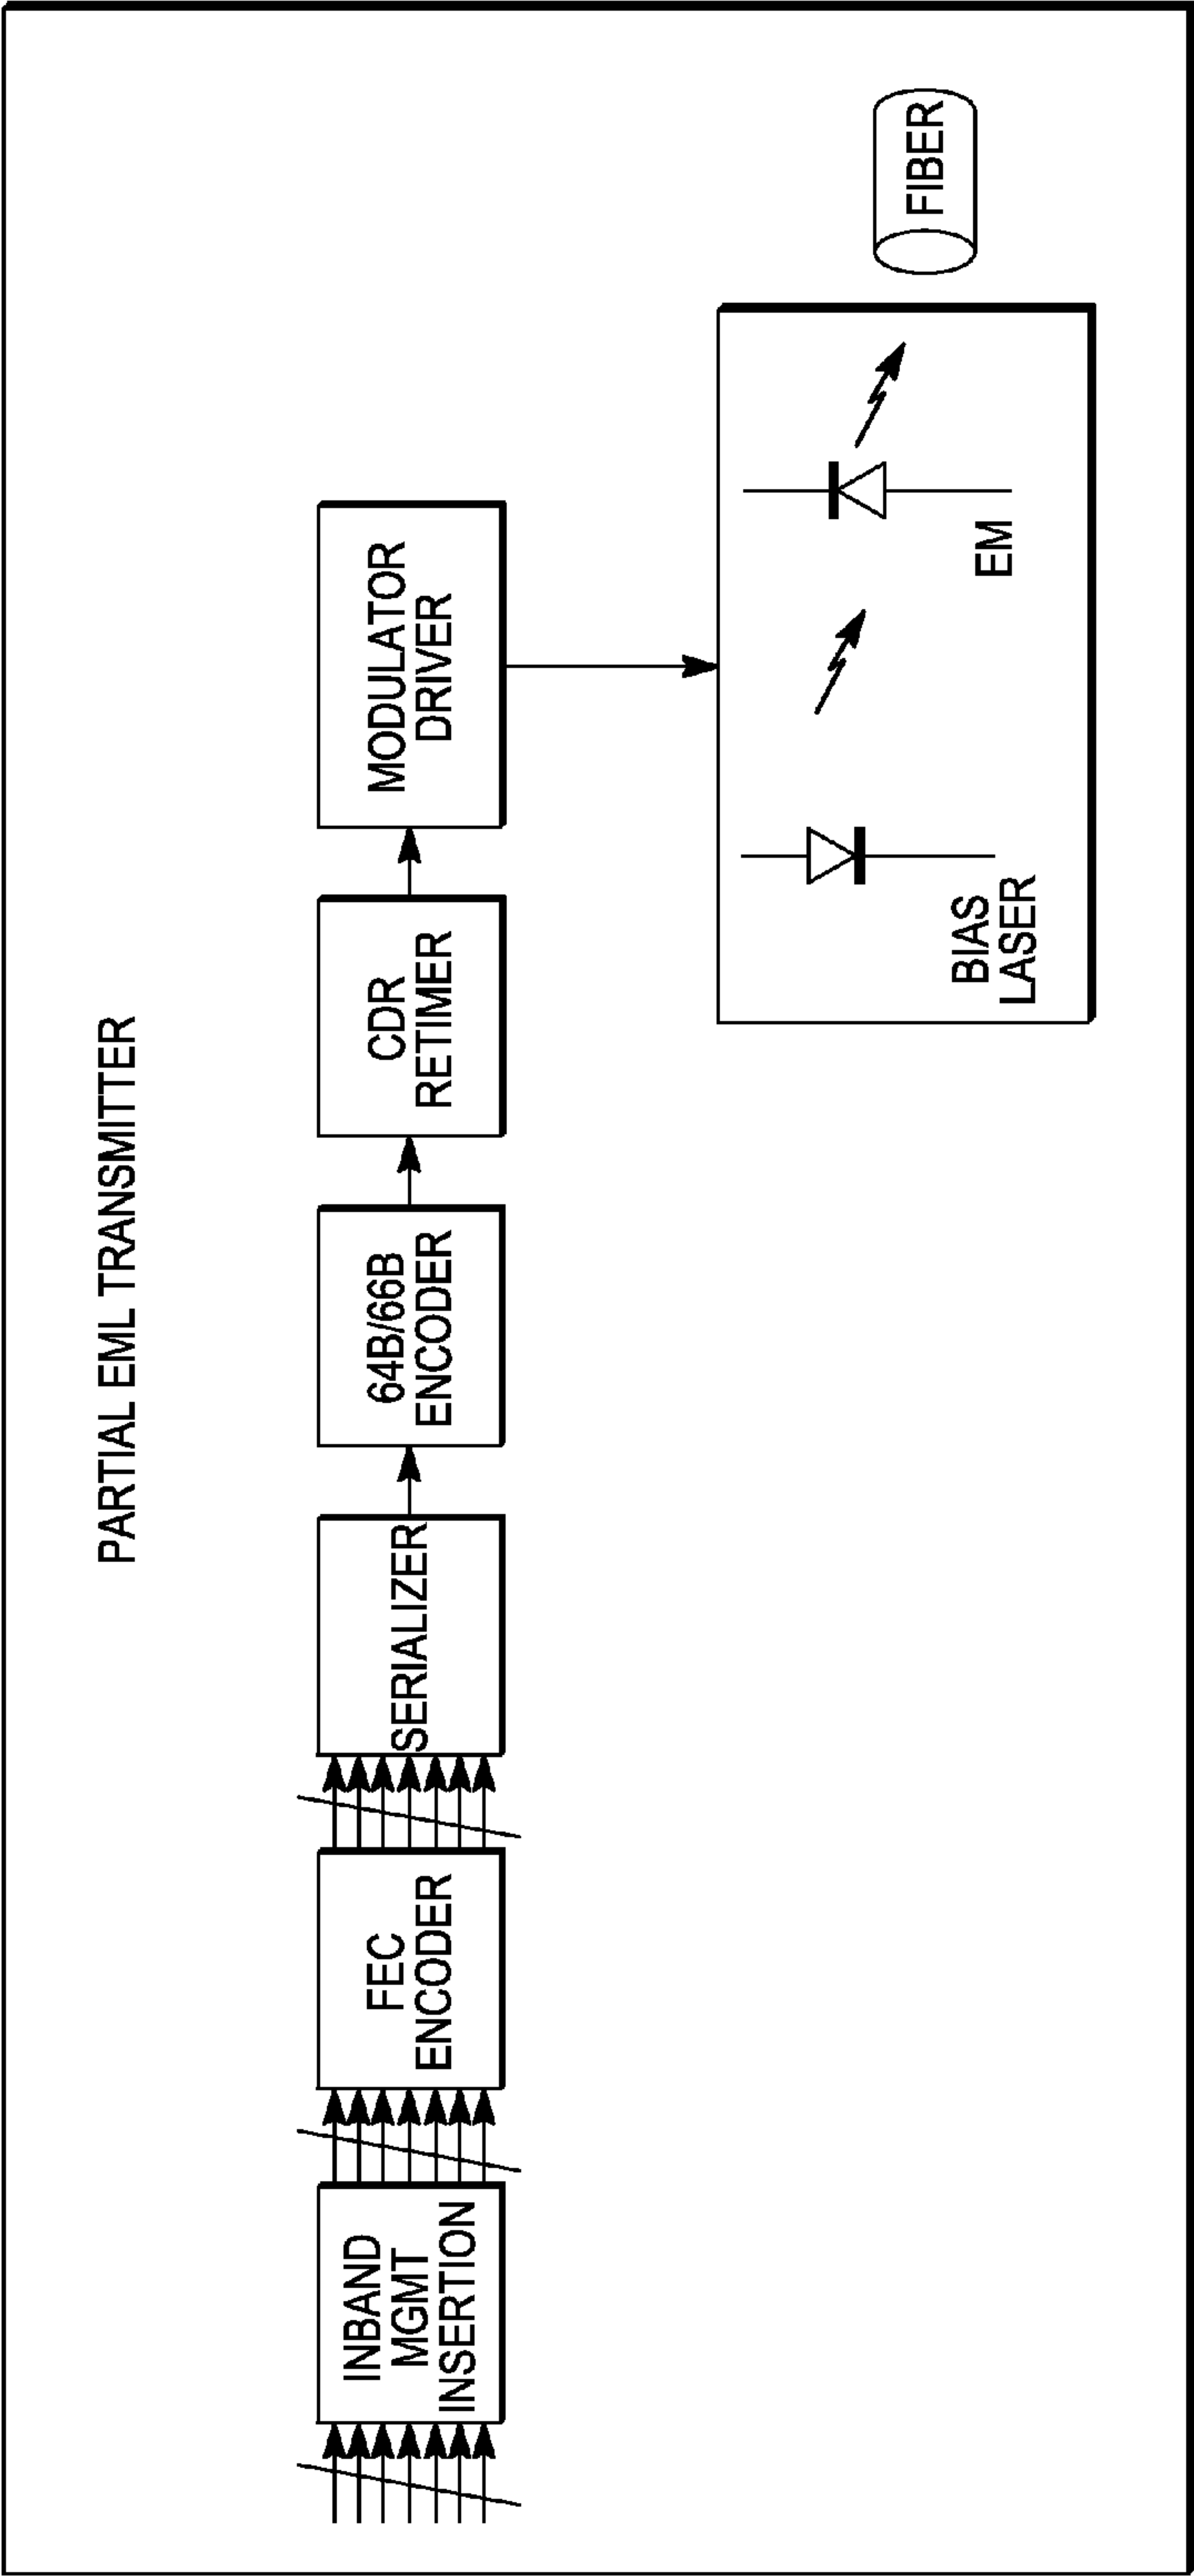 PARTIAL EML TRANSMITTER
INBAND
MGMT
INSERTION
FEC
ENCODER
SERIALIZER
64B/66B
ENCODER
CDR
RETIMER
MODULATOR
DRIVER
BIAS
LASER
EM
FIBER